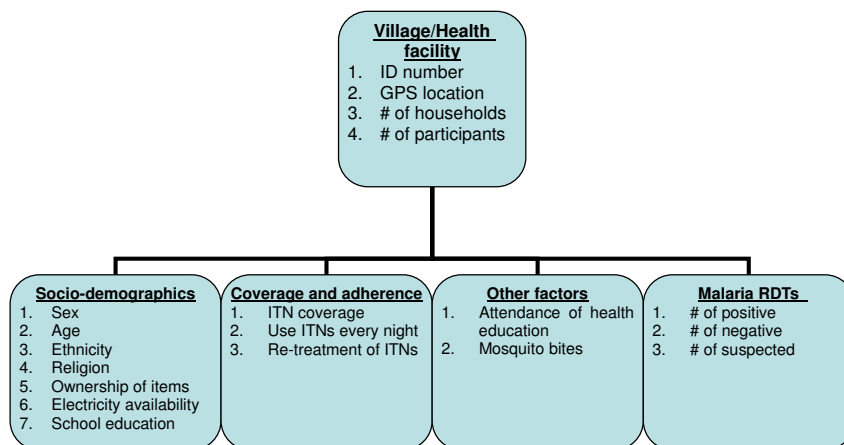 Village/Health
facility
1. ID number
2. GPS location
3. # of households
4. # of participants
Socio-demographics
1. Sex
2. Age
3. Ethnicity
4. Religion
5. Ownership of items
6. Electricity availability
7. School education
Coverage and adherence
1. ITN coverage
2. Use ITNs every night
3. Re-treatment of ITNs
Other factors
1. Attendance of health
education
2. Mosquito bites
Malaria RDTs
1. # of positive
2. # of negative
3. # of suspected